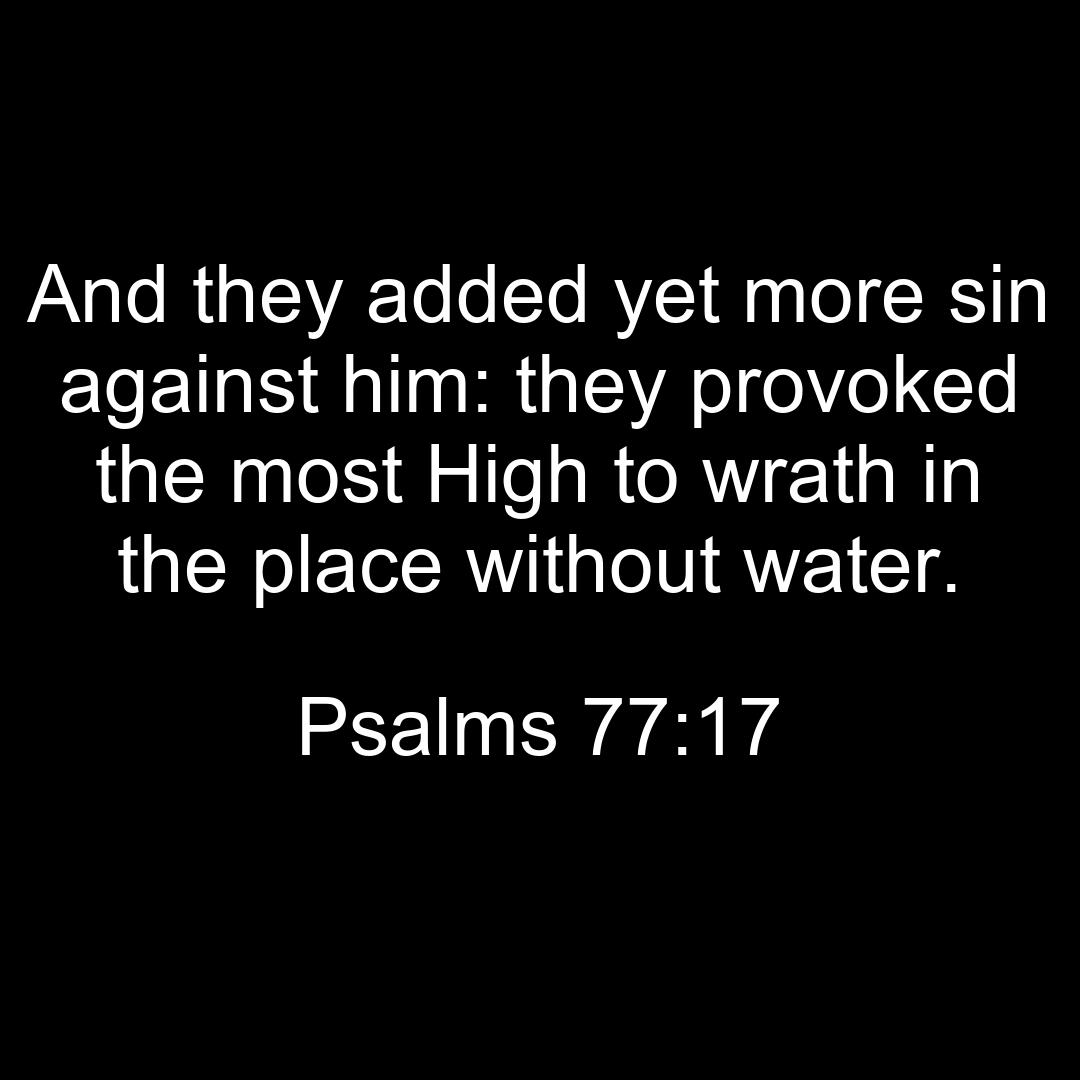 And they added yet more sin
against him: they provoked
the most High to wrath in
the place without water.
Psalms 77:17